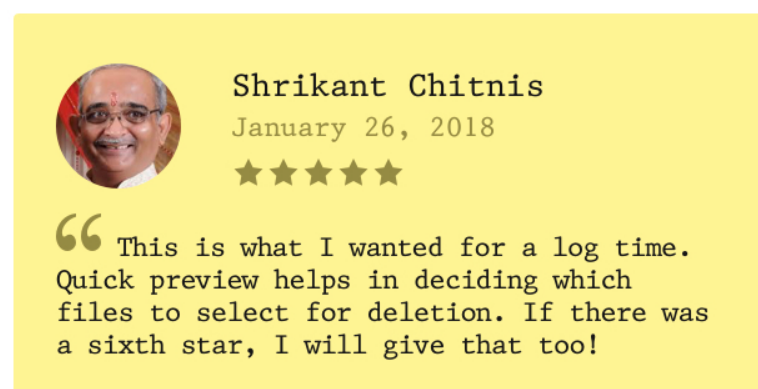 Shrikant Chitnis
January 26, 2018
This is what I wanted for a log time.
Quick preview helps in deciding which
files to select for deletion. If there was
a sixth star, I will give that too!